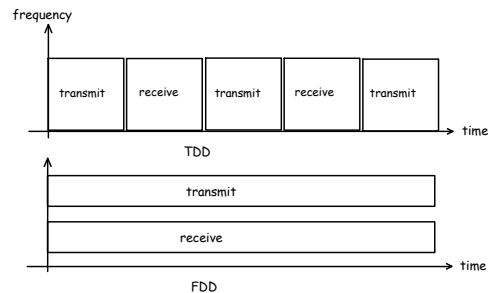 frequency
transmit receive transmit receive transmit
time
TDD
transmit
receive
time
FDD